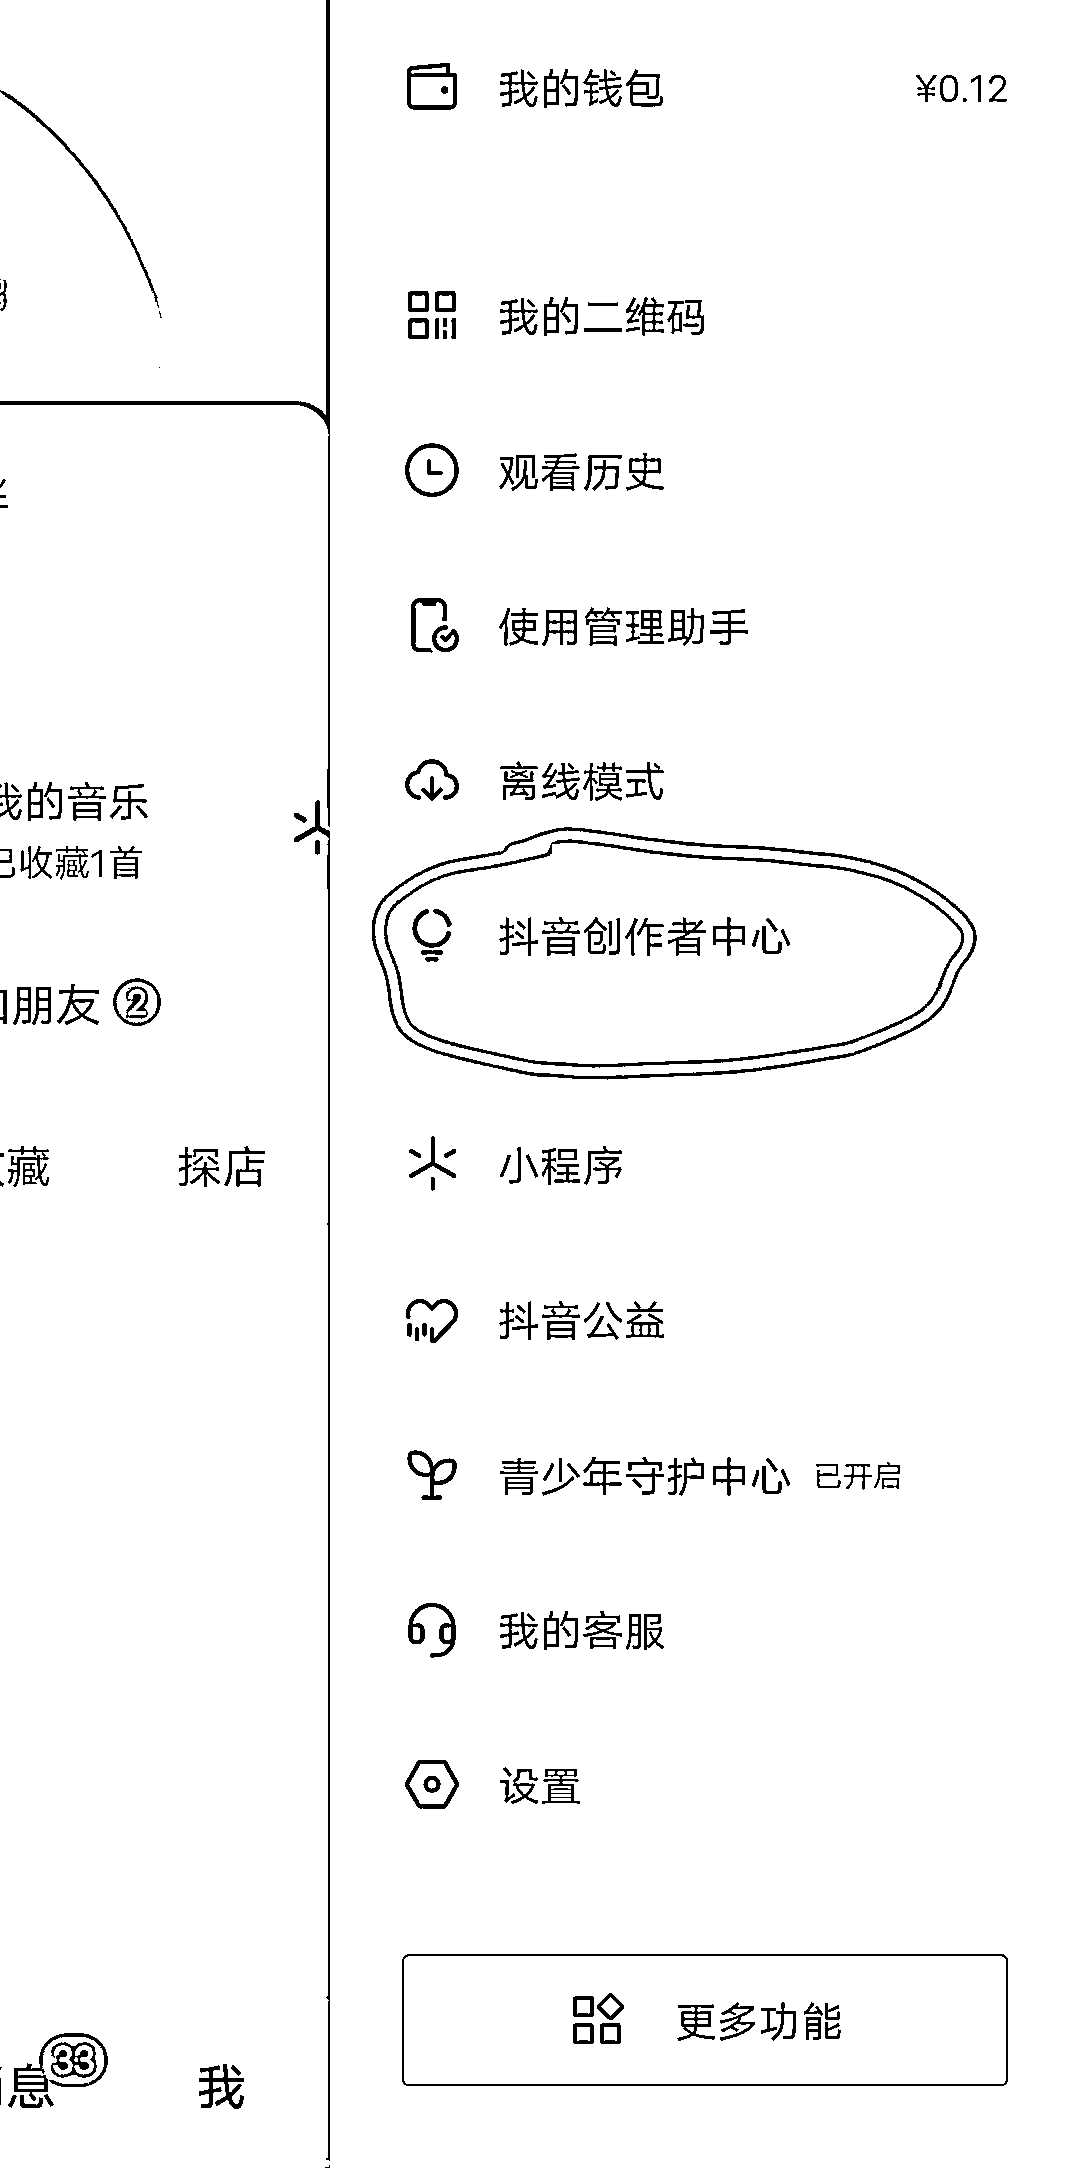 我的钱包 ¥0.12
我的二维码
观看历史
使用管理助手
离线模式
我的音乐
已收藏1首
抖音创作者中心
朋友 2
藏 探店
小程序
抖音公益
青少年守护中心 已开启
我的客服
设置
更多功能
息 33 我